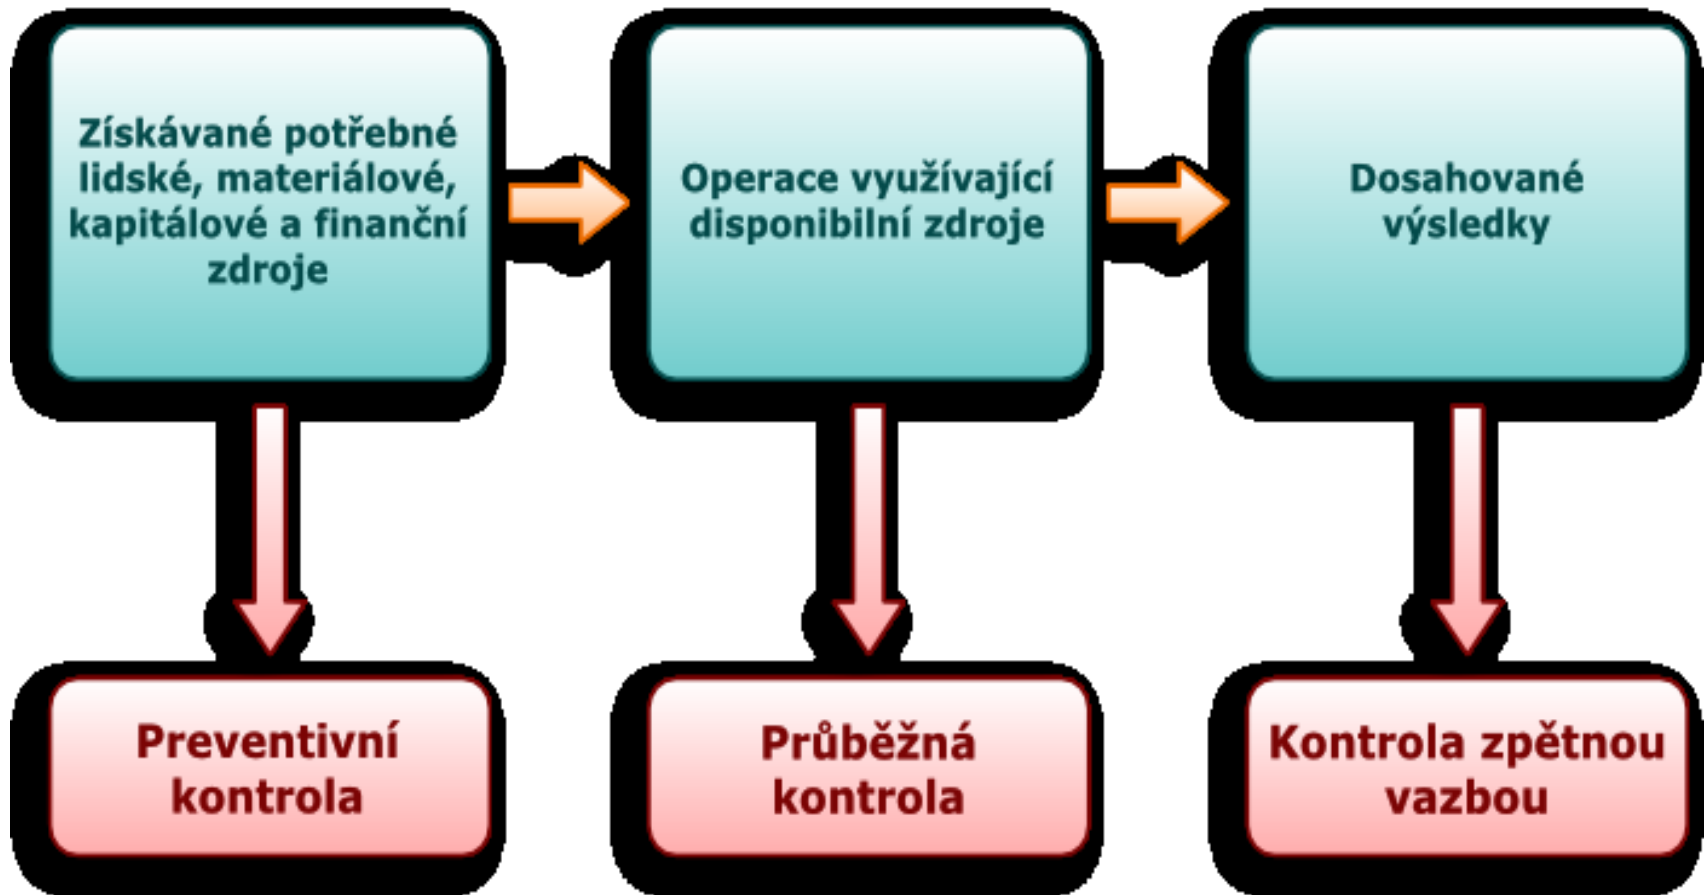 Získávané potřebné
lidské, materiálové,
kapitálové a finanční
zdroje
Operace využívající
disponibilní zdroje
Dosahované
výsledky
Preventivní
kontrola
Průběžná
kontrola
Kontrola zpětnou
vazbou